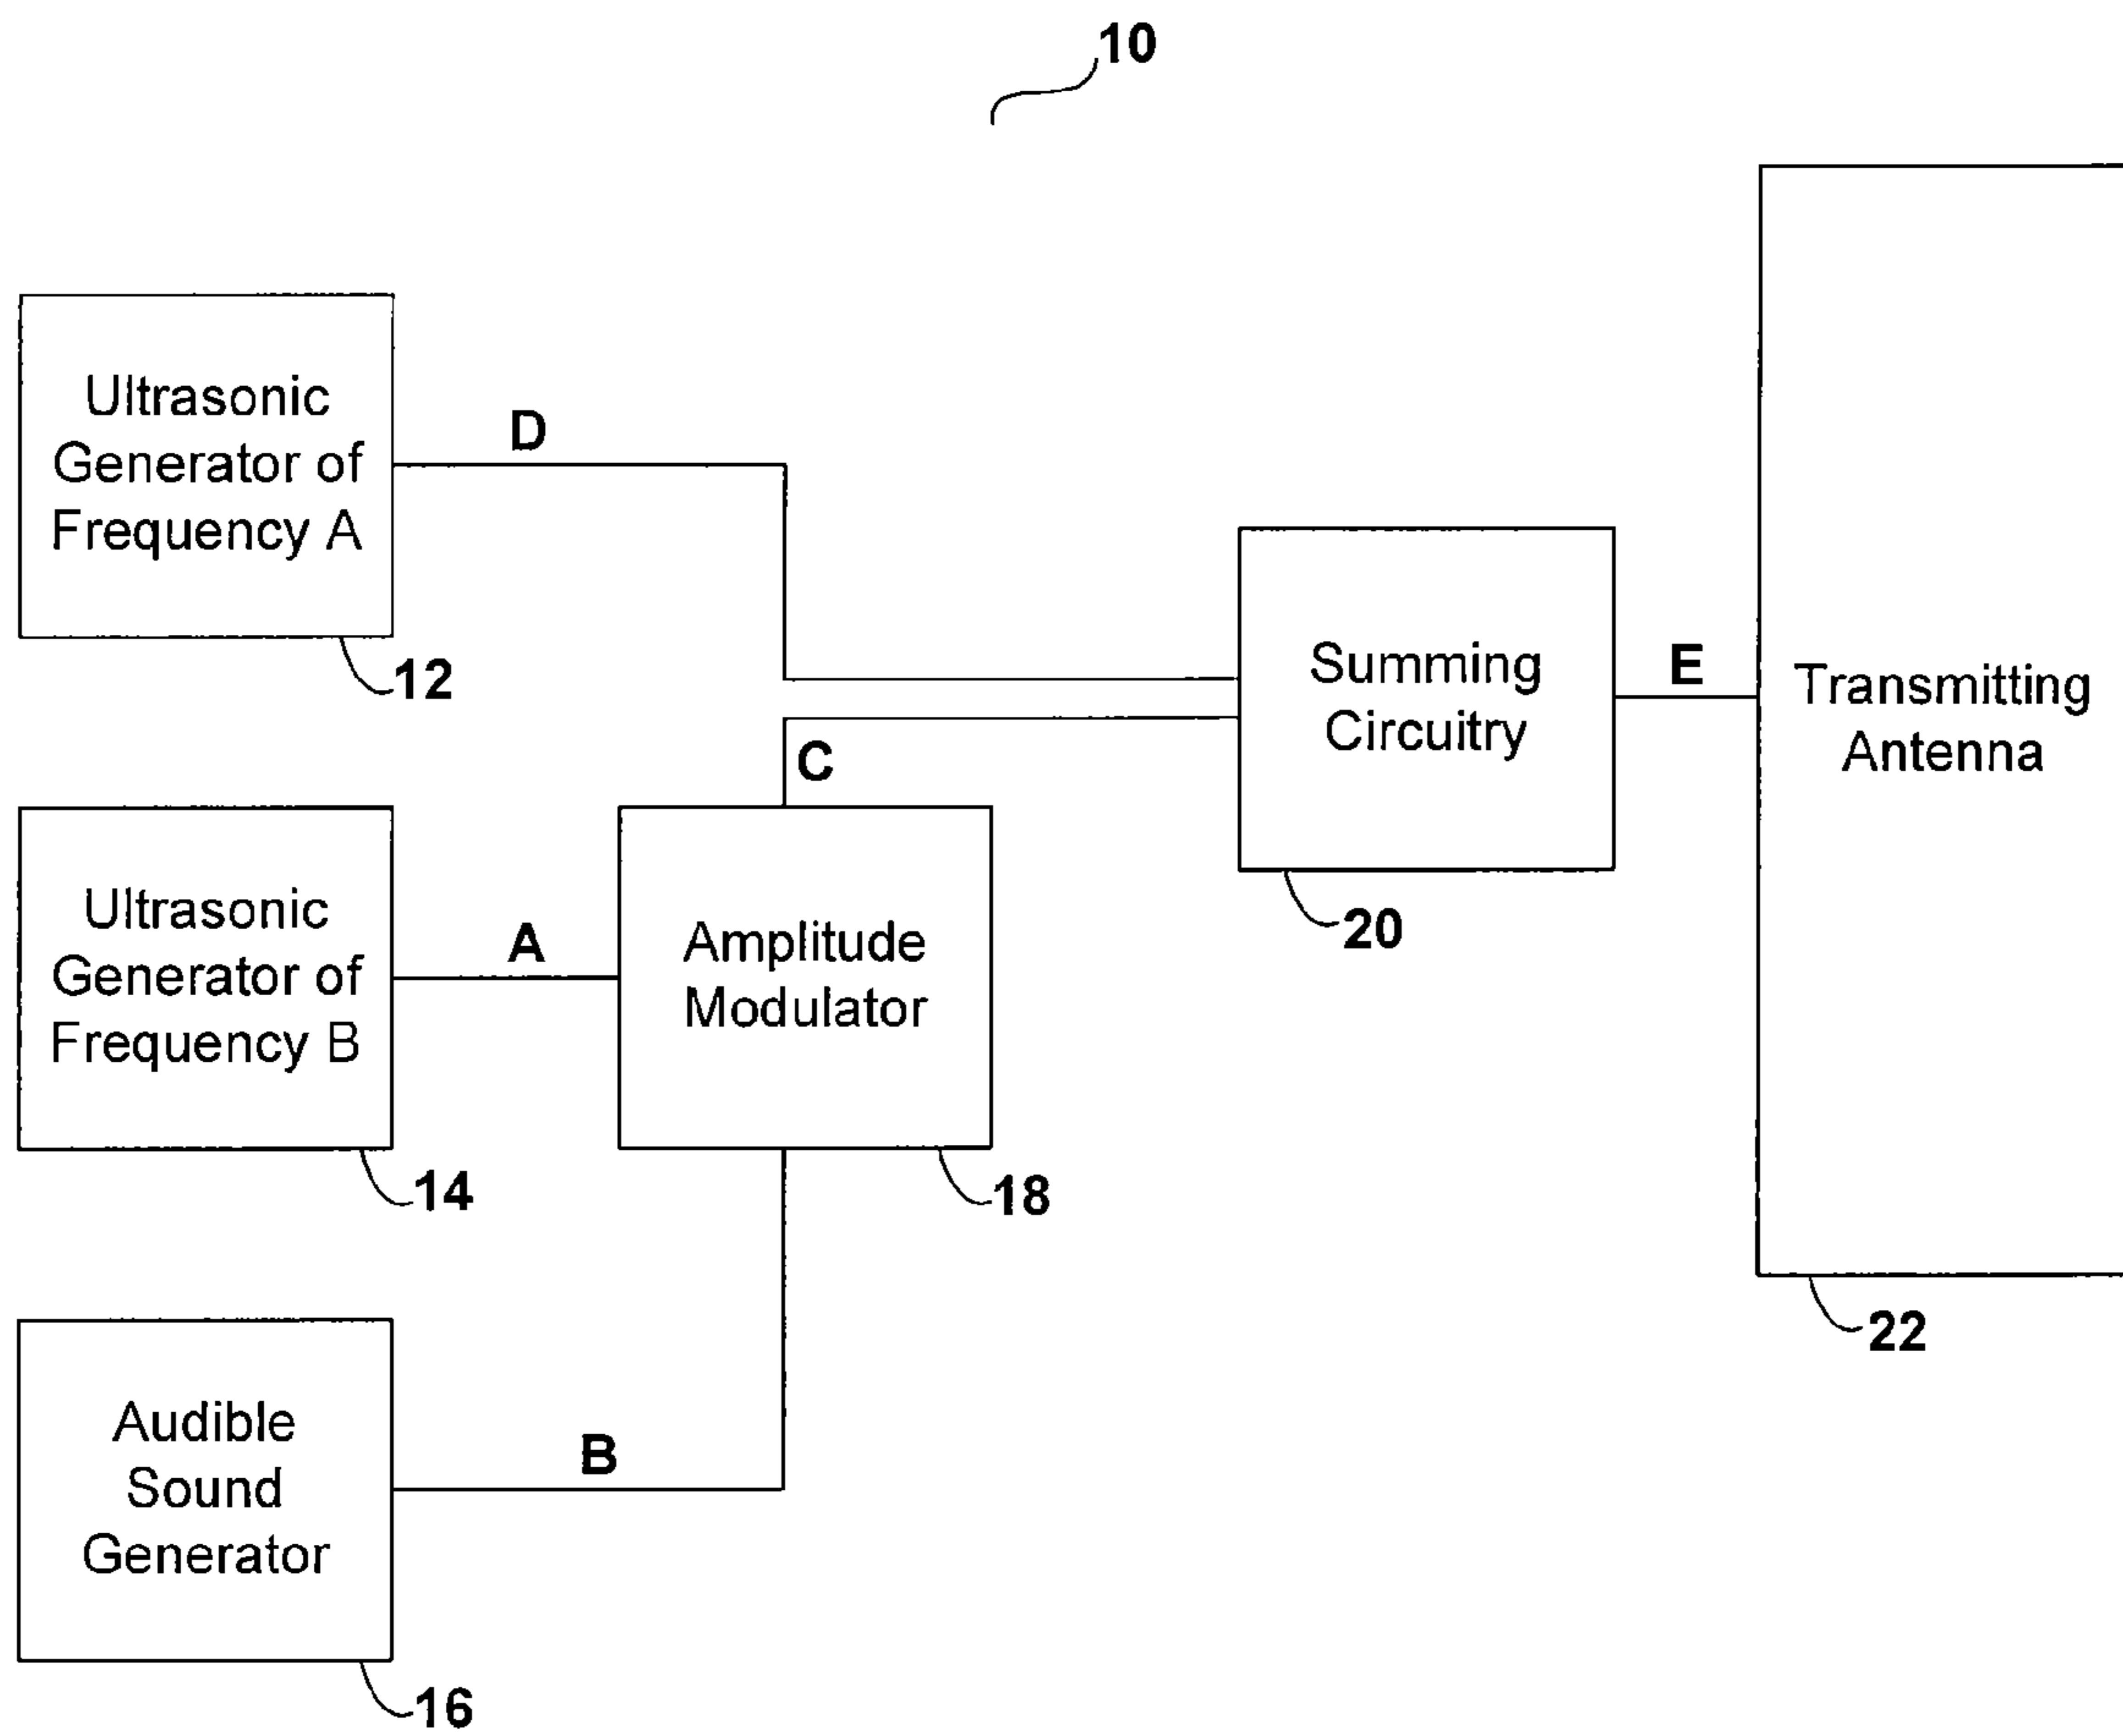 10
Ultrasonic
Generator of
Frequency A
12
D
Summing
Circuitry
20
E
Transmitting
Antenna
22
C
Ultrasonic
Generator of
Frequency B
14
A
Amplitude
Modulator
18
Audible
Sound
Generator
16
B